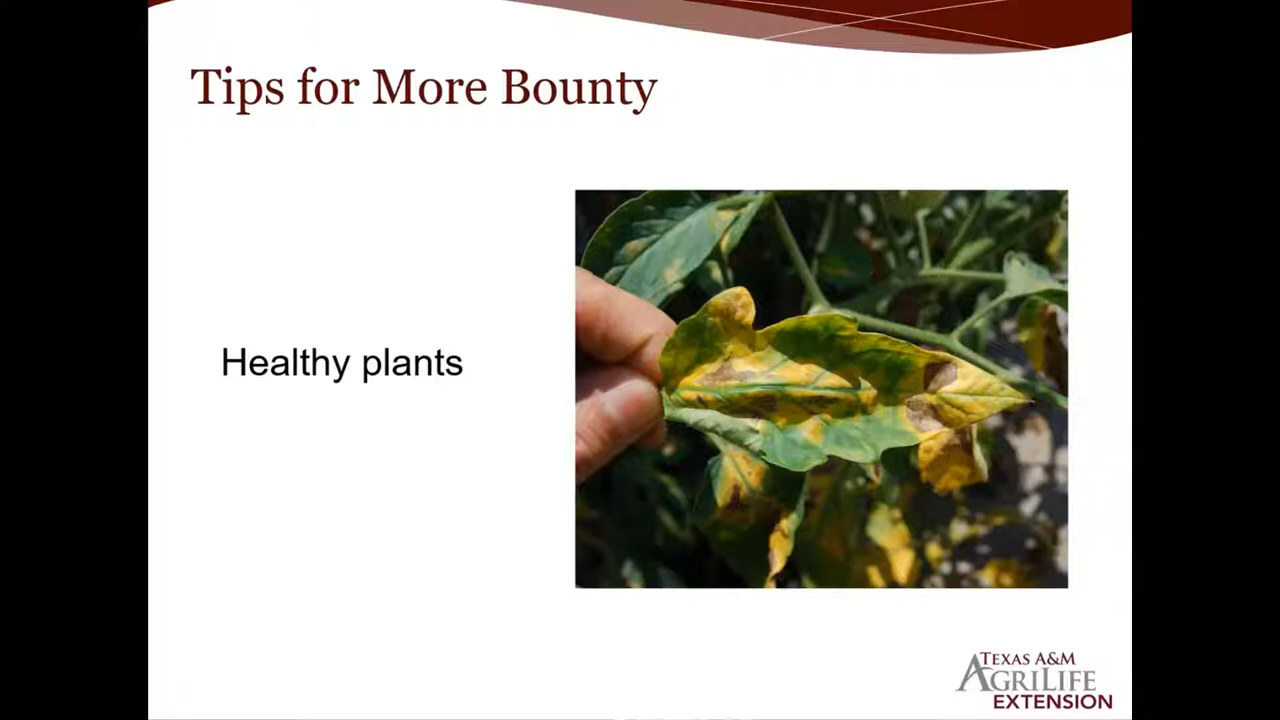 Tips for More Bounty
Healthy plants
TEXAS A&M
AGRILIFE
EXTENSION